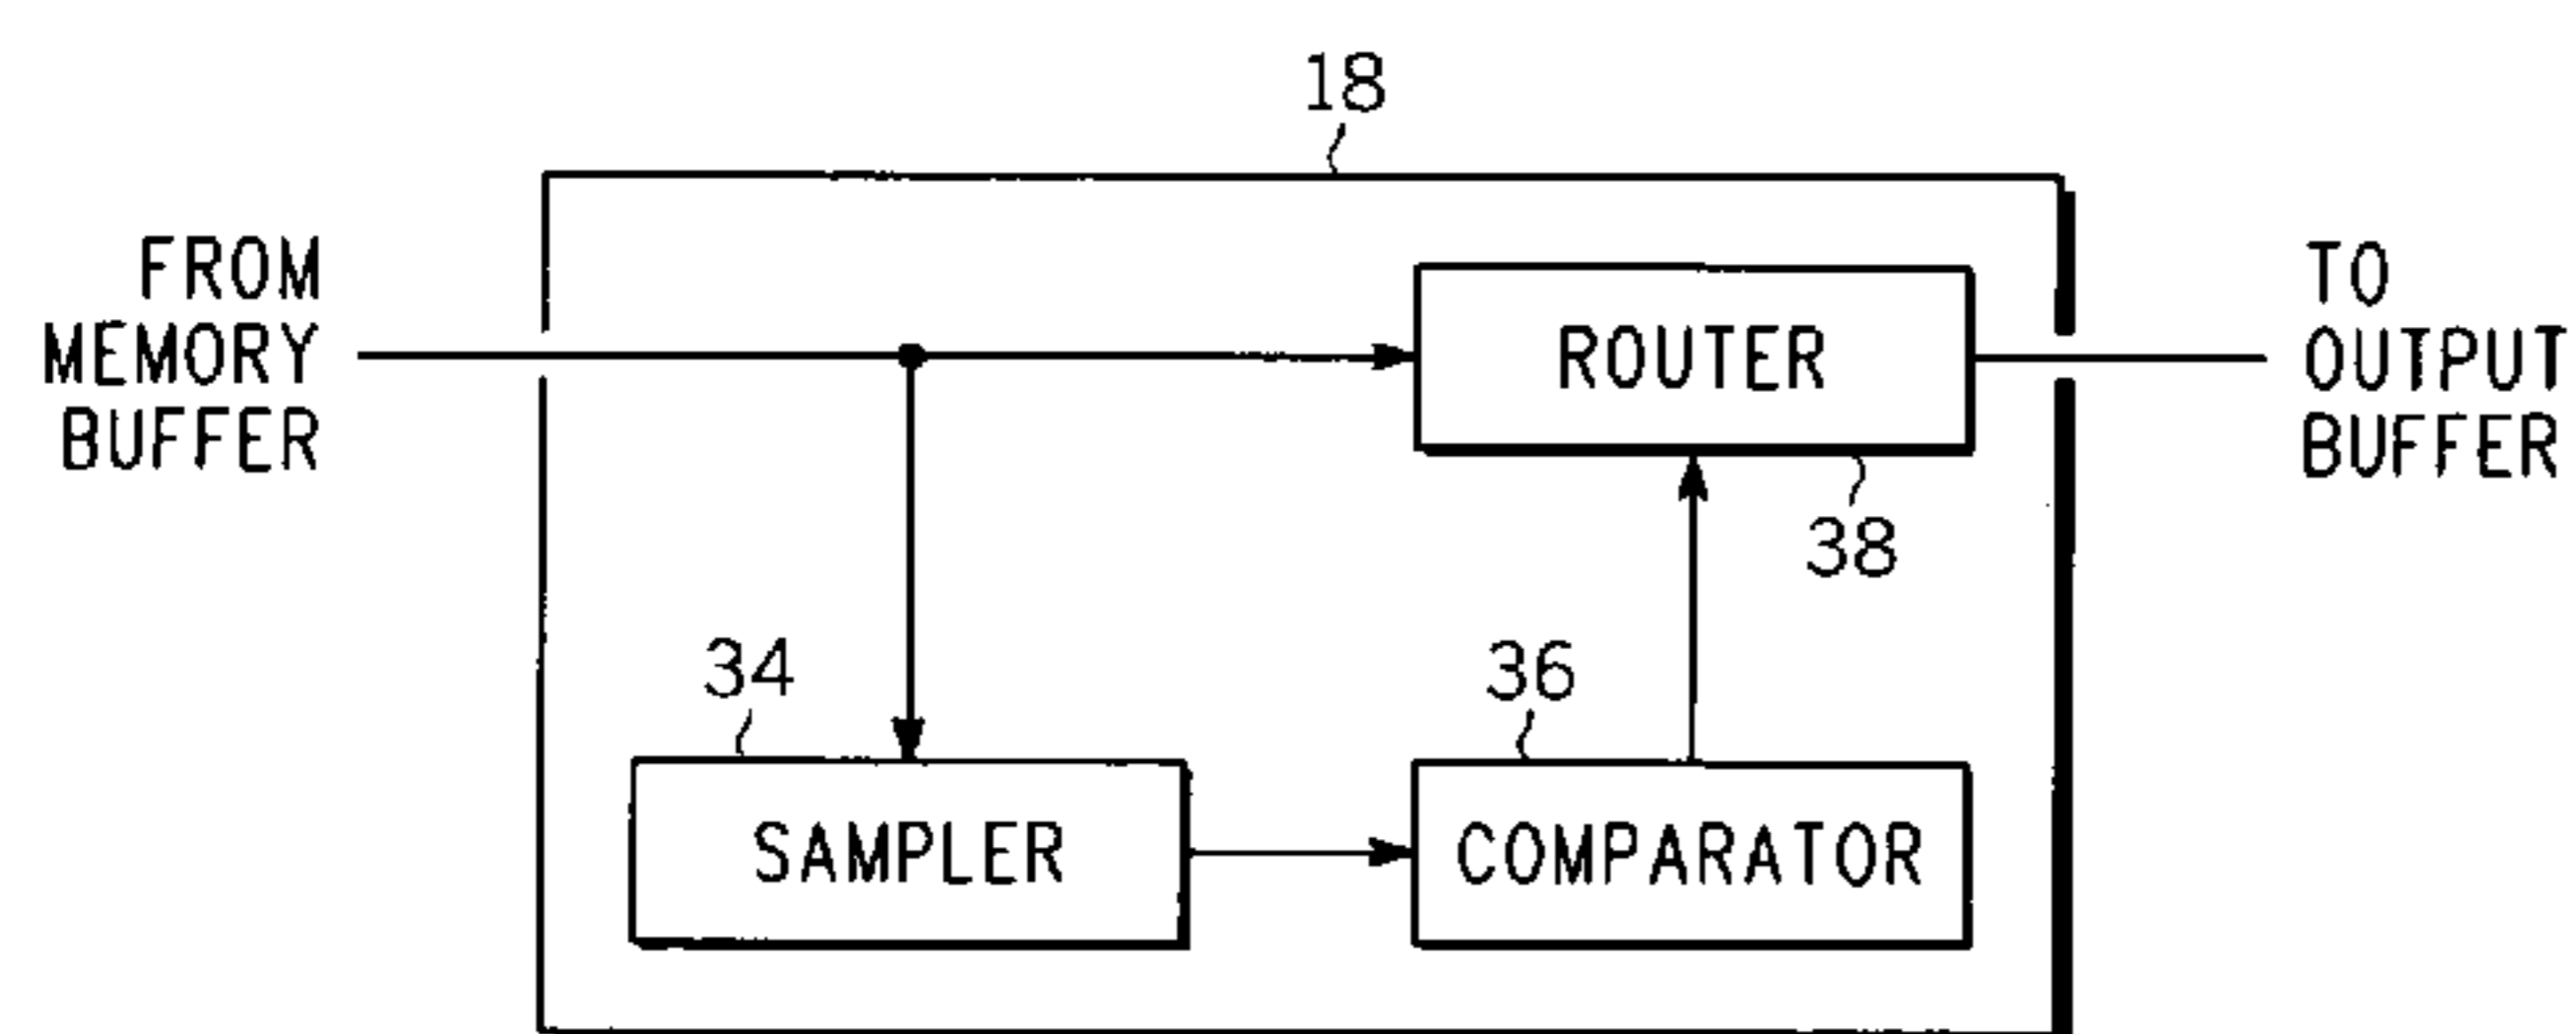 18
FROM
MEMORY
BUFFER
ROUTER
TO
OUTPUT
BUFFER
38
34
36
SAMPLER
COMPARATOR